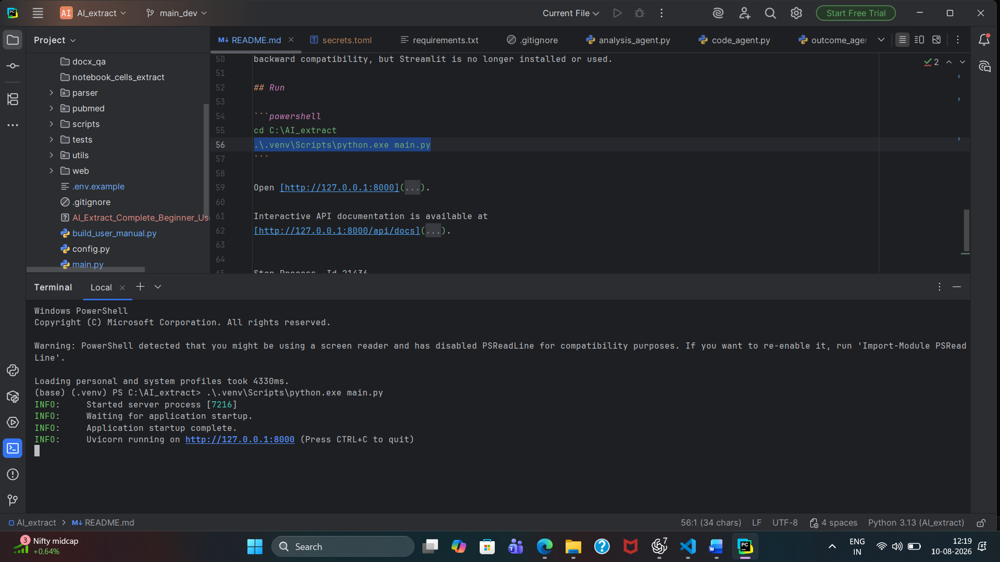 PC
AI AI_extract
main_dev
Current File
Start Free Trial
Project
README.md
secrets.toml
requirements.txt
.gitignore
analysis_agent.py
code_agent.py
outcome_ager
docx_qa
notebook_cells_extract
parser
pubmed
scripts
tests
utils
web
.env.example
.gitignore
AI_Extract_Complete_Beginner_Us
build_user_manual.py
config.py
main.py
2
50 backward compatibility, but Streamlit is no longer installed or used.
51
52 ## Run
53
54 ```powershell
55 cd C:\AI_extract
56 .\.venv\Scripts\python.exe main.py
57 ```
58
59 Open [http://127.0.0.1:8000](...).
60
61 Interactive API documentation is available at
62 [http://127.0.0.1:8000/api/docs](...).
63
64
65 Stop-Process -Id 21436
Terminal
Local
Windows PowerShell
Copyright (C) Microsoft Corporation. All rights reserved.
Warning: PowerShell detected that you might be using a screen reader and has disabled PSReadLine for compatibility purposes. If you want to re-enable it, run 'Import-Module PSRead
Line'.
Loading personal and system profiles took 4330ms.
(base) (.venv) PS C:\AI_extract> .\.venv\Scripts\python.exe main.py
INFO:     Started server process [7216]
INFO:     Waiting for application startup.
INFO:     Application startup complete.
INFO:     Uvicorn running on http://127.0.0.1:8000 (Press CTRL+C to quit)
AI_extract > README.md
56:1 (34 chars)
LF
UTF-8
4 spaces
Python 3.13 (AI_extract)
3
Nifty midcap
+0.64%
Search
7
PC
ENG
IN
12:19
10-08-2026